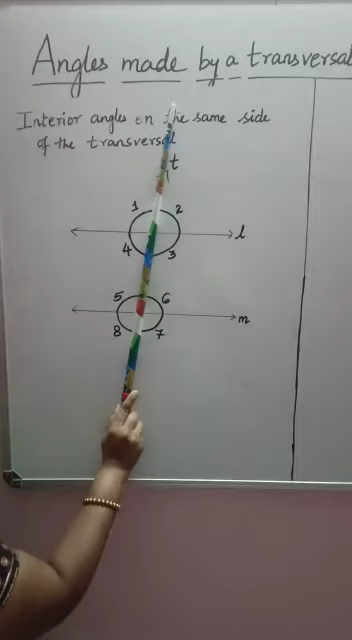 Angles made by a transversal
Interior angles on the same side
of the transversal
t
1 2
l
4 3
5 6
m
8 7